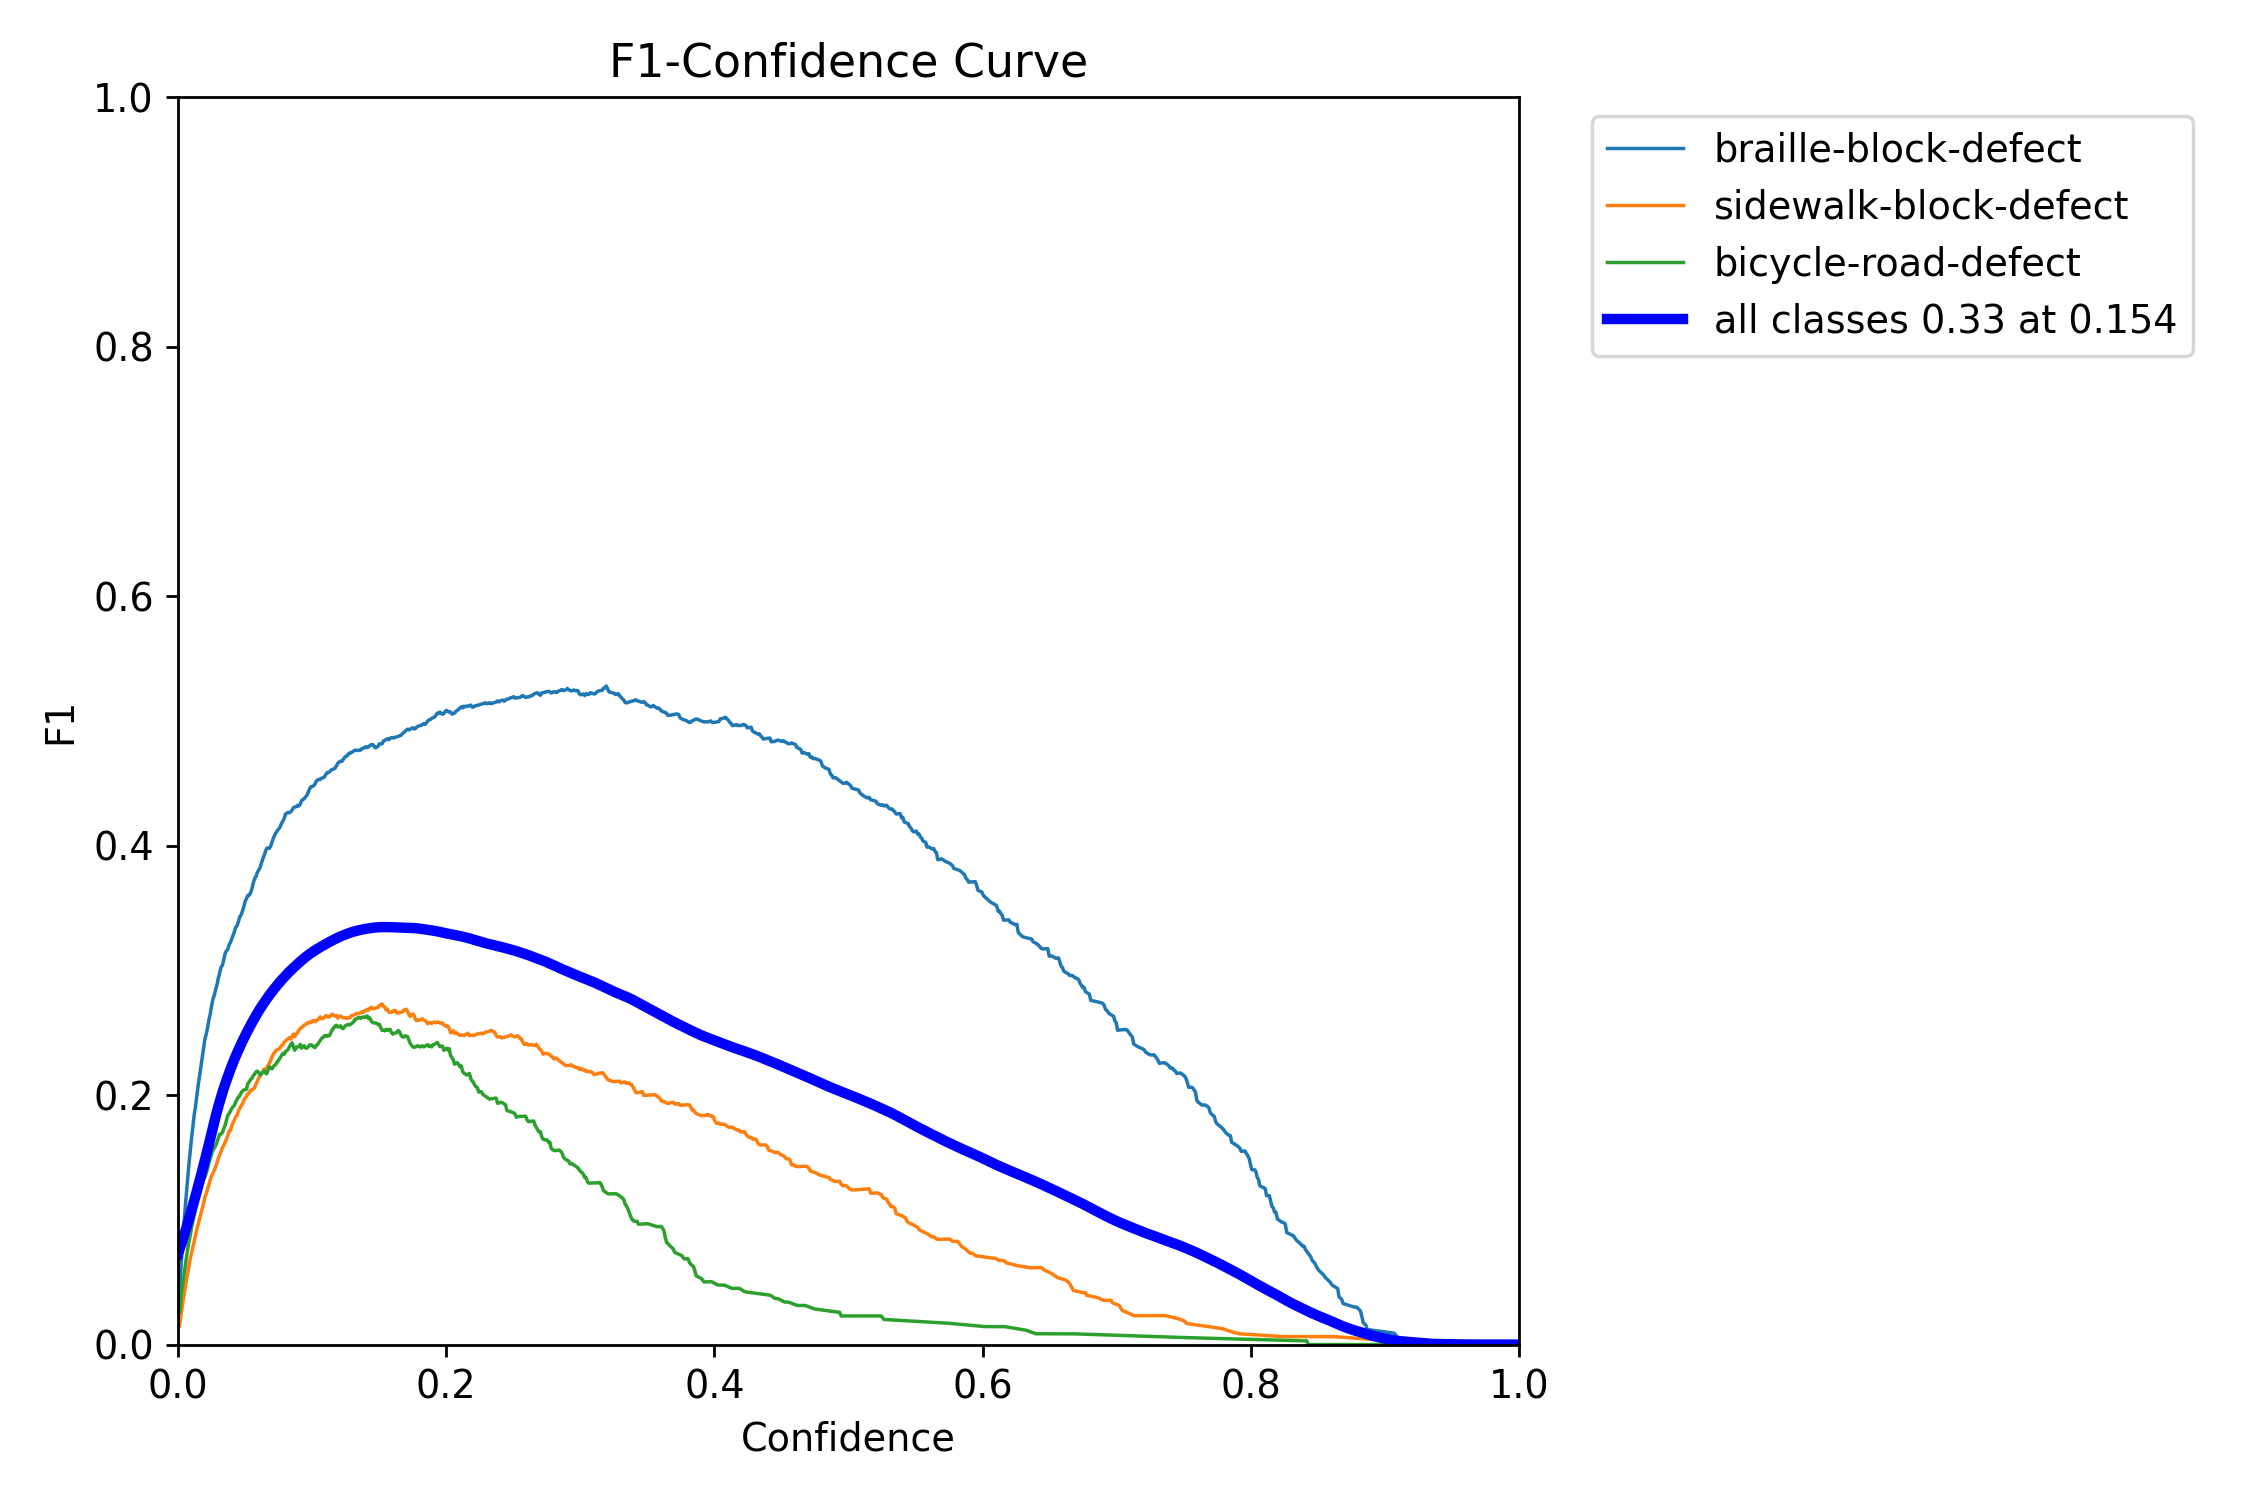 F1-Confidence Curve
1.0
0.8
0.6
0.4
0.2
0.0
F1
0.0 0.2 0.4 0.6 0.8 1.0
Confidence
braille-block-defect
sidewalk-block-defect
bicycle-road-defect
all classes 0.33 at 0.154